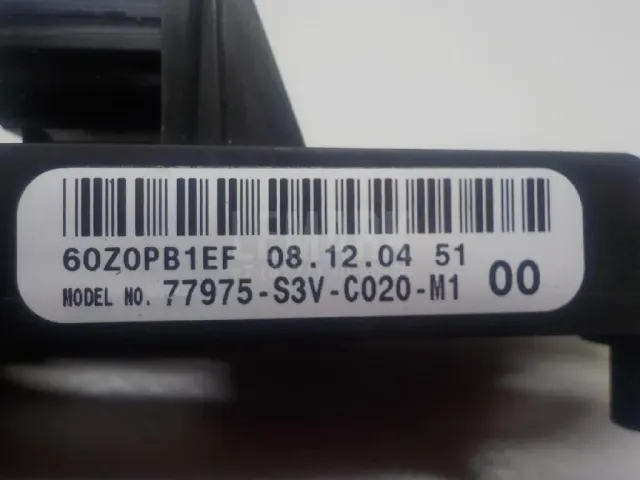 60Z0PB1EF 08.12.04 51
MODEL NO. 77975-S3V-C020-M1 00